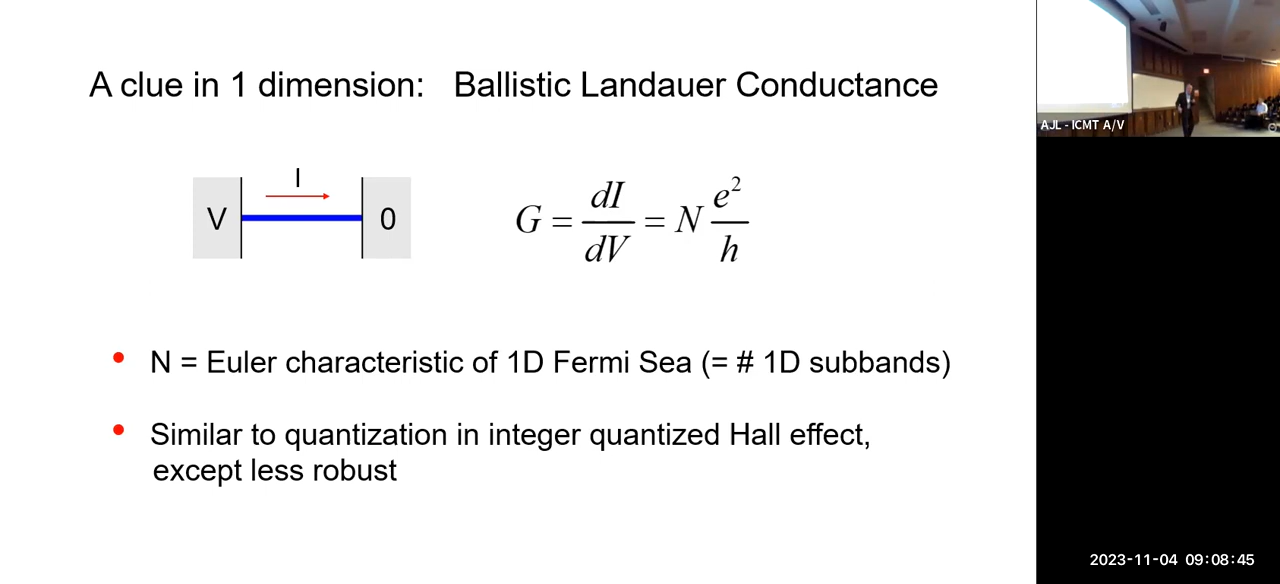 A clue in 1 dimension: Ballistic Landauer Conductance
I
V
0
G = dI/dV = N e²/h
• N = Euler characteristic of 1D Fermi Sea (= # 1D subbands)
• Similar to quantization in integer quantized Hall effect,
except less robust
AJL - ICMT A/V
2023-11-04 09:08:45